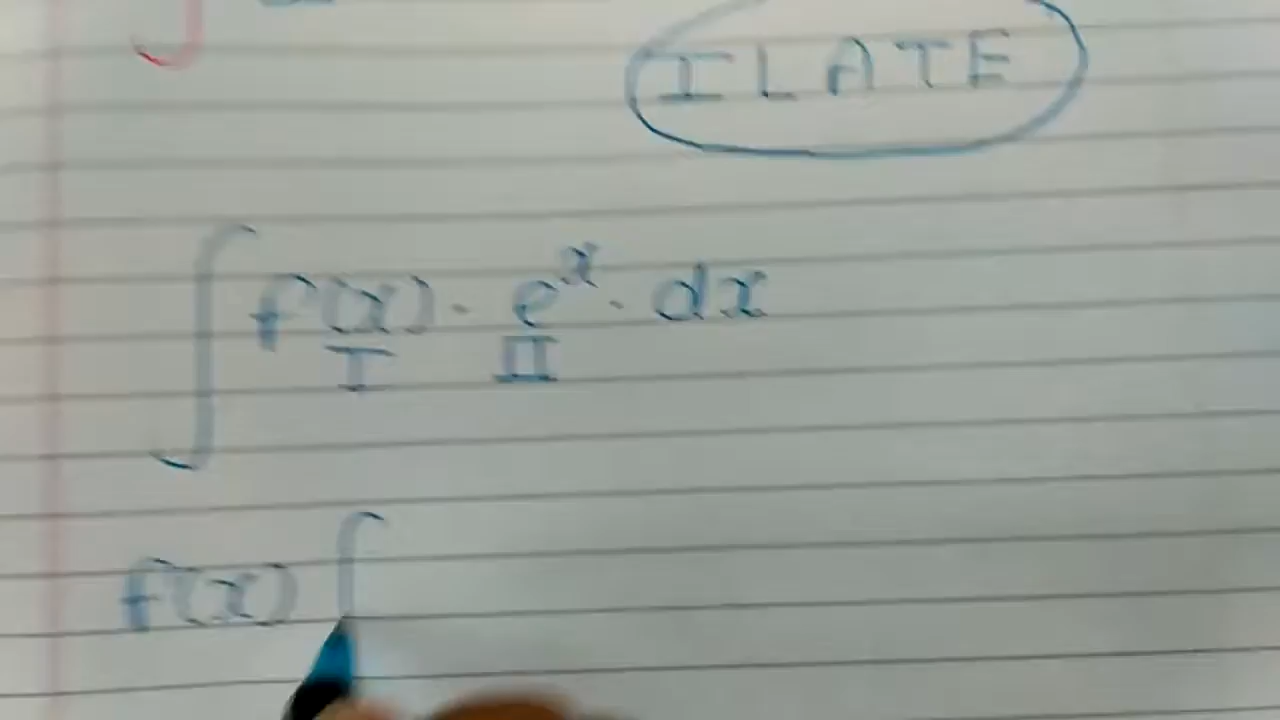 ∫
ILATE
∫ f(x) · eˣ · dx
I II
f(x) ∫